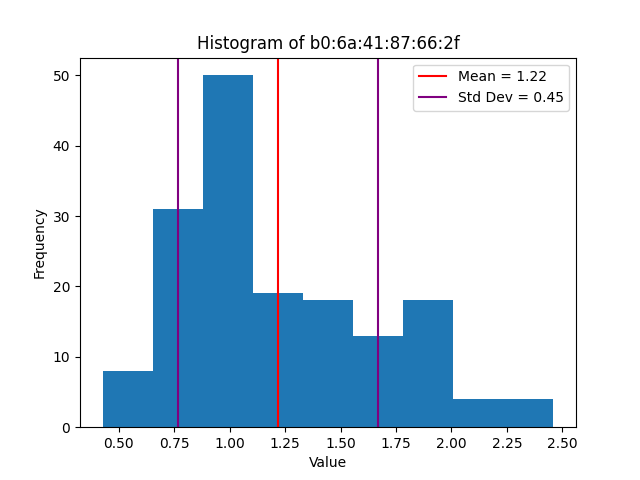 Histogram of b0:6a:41:87:66:2f
Mean = 1.22
Std Dev = 0.45
Frequency
50
40
30
20
10
0
0.50 0.75 1.00 1.25 1.50 1.75 2.00 2.25 2.50
Value